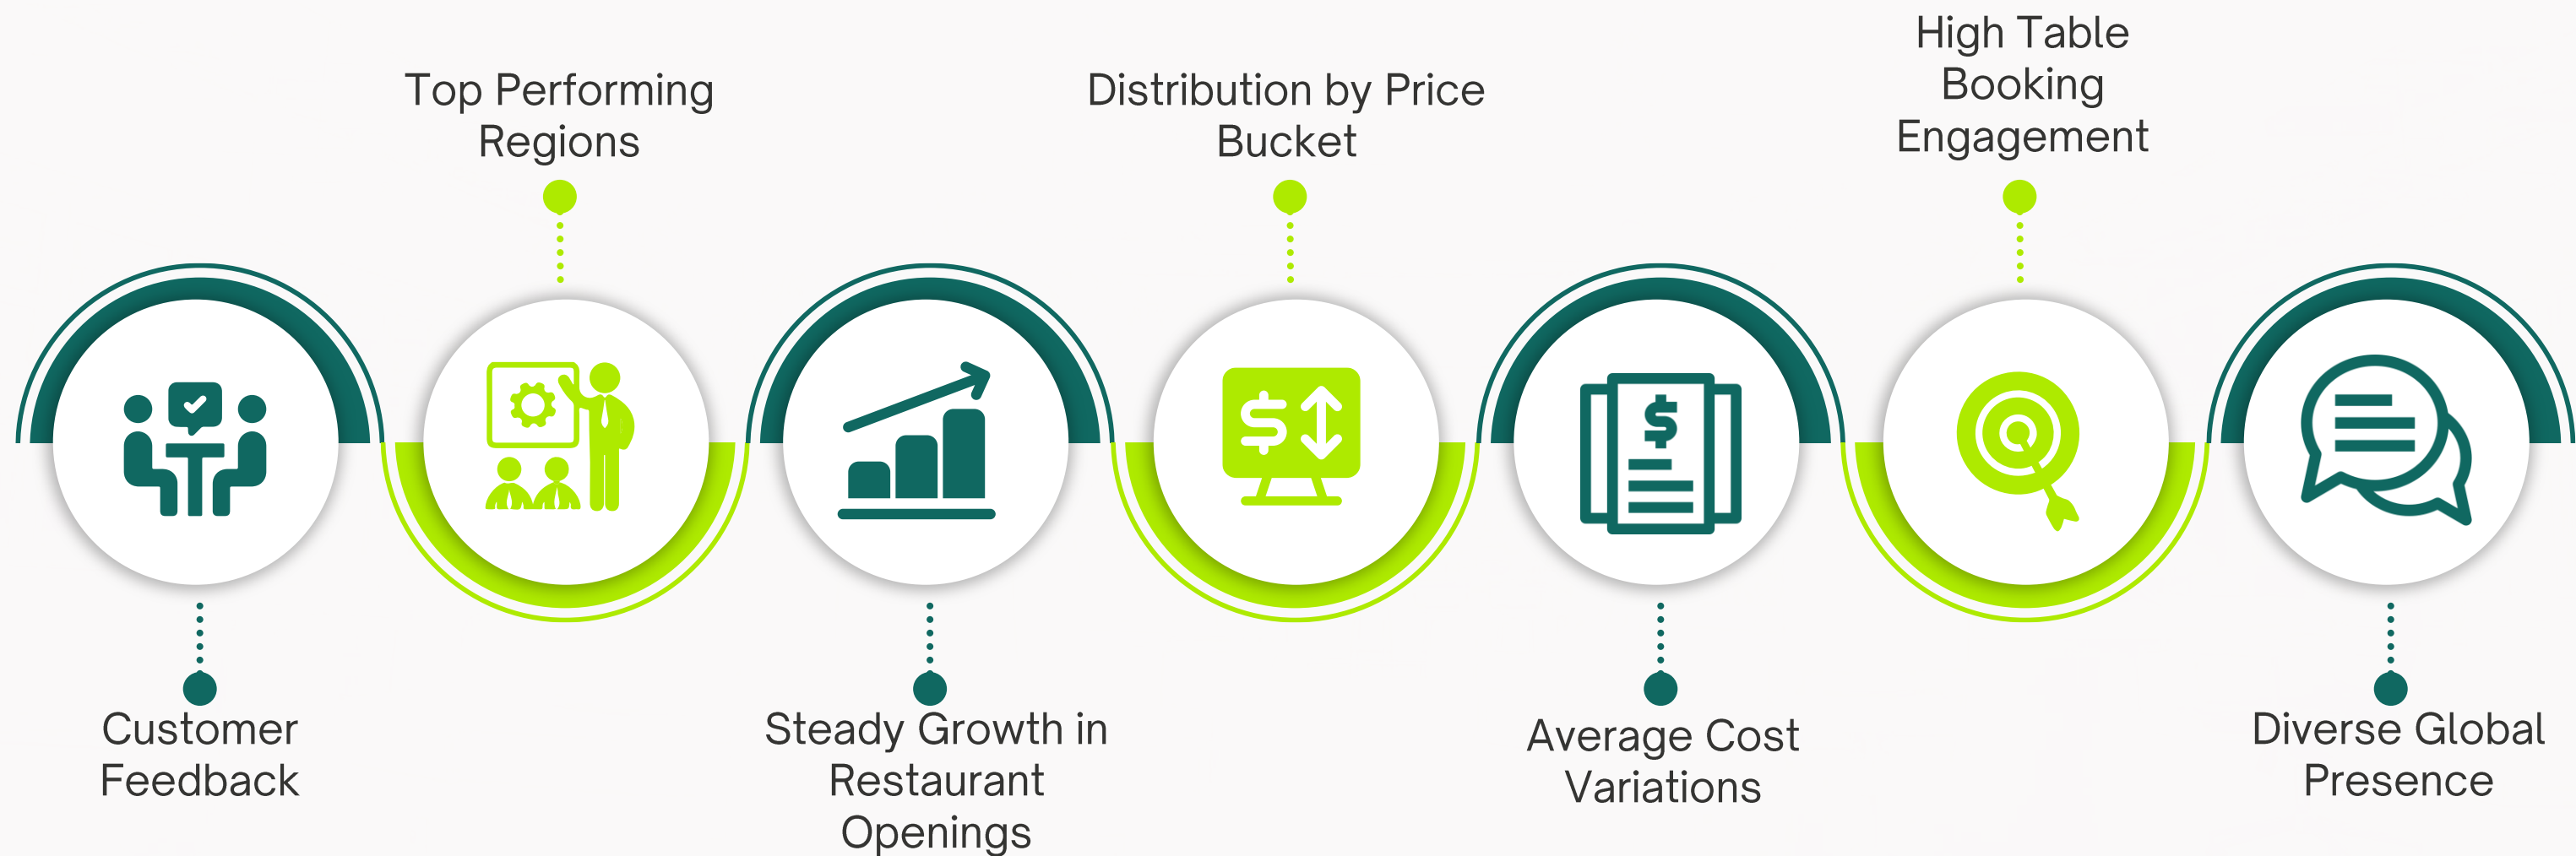 Customer
Feedback
Top Performing
Regions
Steady Growth in
Restaurant
Openings
Distribution by Price
Bucket
Average Cost
Variations
High Table
Booking
Engagement
Diverse Global
Presence